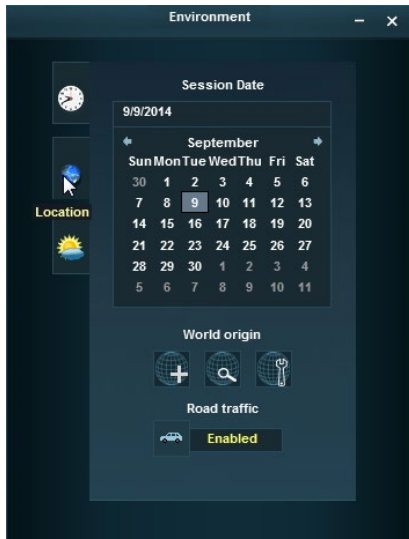 Environment
Session Date
9/9/2014
September
Sun Mon Tue Wed Thu Fri Sat
30 1 2 3 4 5 6
7 8 9 10 11 12 13
14 15 16 17 18 19 20
21 22 23 24 25 26 27
28 29 30 1 2 3 4
5 6 7 8 9 10 11
Location
World origin
Road traffic
Enabled